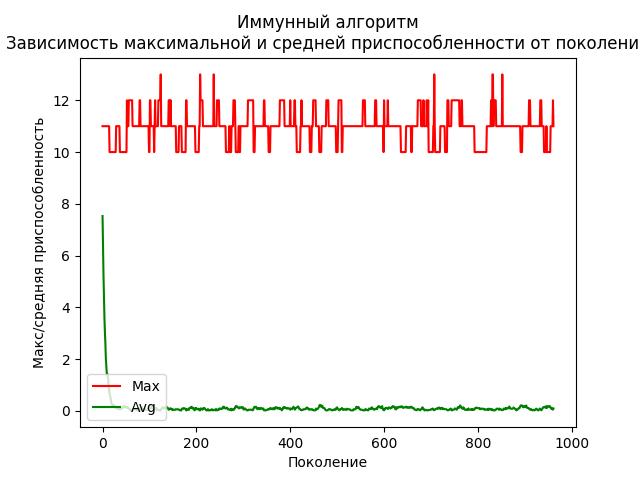 Иммунный алгоритм
Зависимость максимальной и средней приспособленности от поколени
Макс/средняя приспособленность
12
10
8
6
4
2
0
Max
Avg
0 200 400 600 800 1000
Поколение